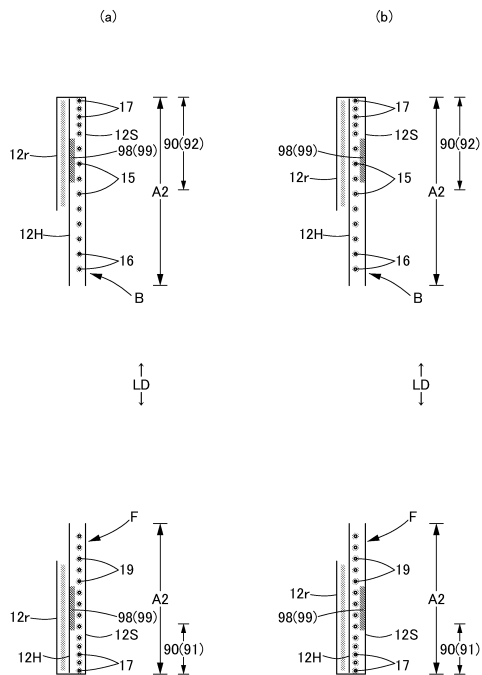 (a)
17
12S
90(92)
12r
98(99)
15
A2
12H
16
B
LD
F
19
12r
A2
98(99)
12S
12H
90(91)
17
(b)
17
12S
90(92)
98(99)
12r
15
A2
12H
16
B
LD
F
19
12r
A2
98(99)
12S
12H
90(91)
17